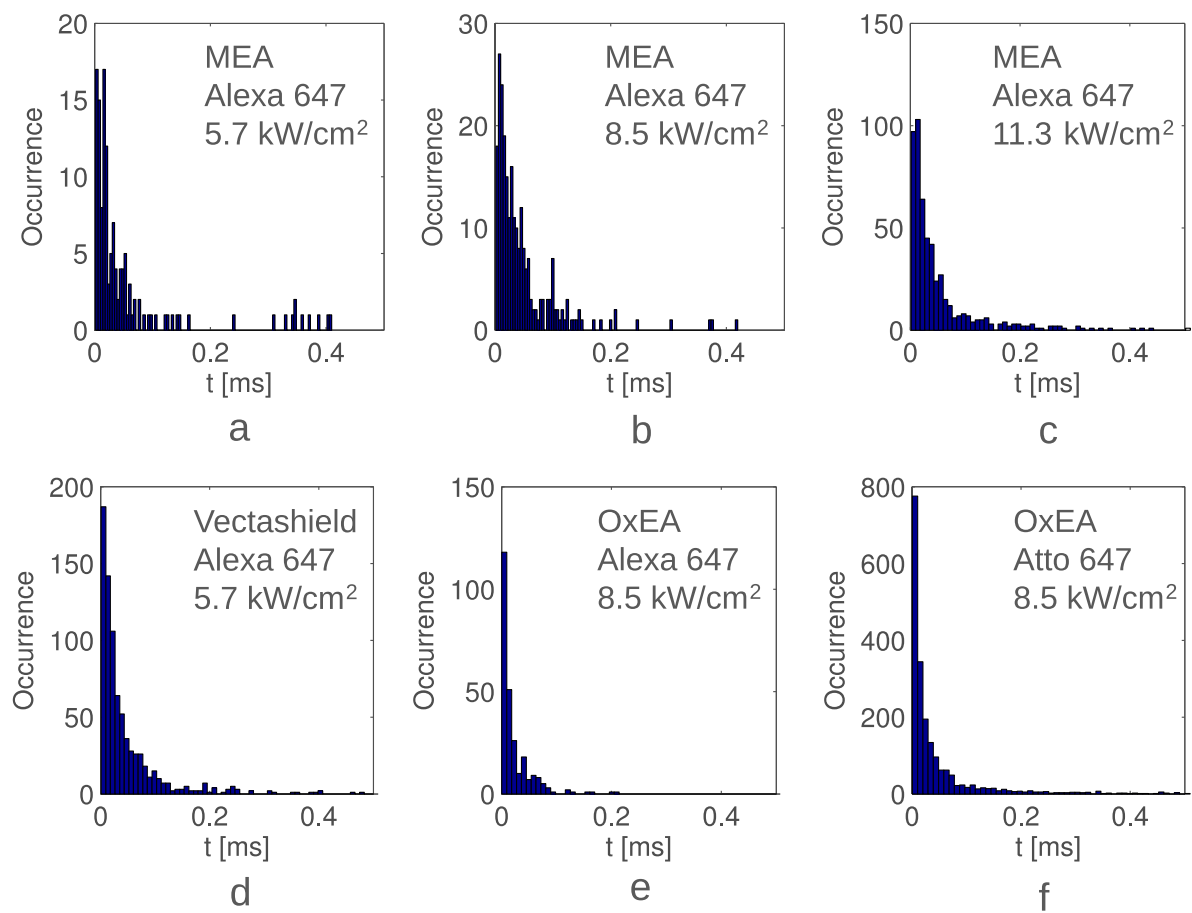 20
15
10
5
0
Occurrence
MEA
Alexa 647
5.7 kW/cm²
0 0.2 0.4
t [ms]
a
30
20
10
0
Occurrence
MEA
Alexa 647
8.5 kW/cm²
0 0.2 0.4
t [ms]
b
150
100
50
0
Occurrence
MEA
Alexa 647
11.3 kW/cm²
0 0.2 0.4
t [ms]
c
200
150
100
50
0
Occurrence
Vectashield
Alexa 647
5.7 kW/cm²
0 0.2 0.4
t [ms]
d
150
100
50
0
Occurrence
OxEA
Alexa 647
8.5 kW/cm²
0 0.2 0.4
t [ms]
e
800
600
400
200
0
Occurrence
OxEA
Atto 647
8.5 kW/cm²
0 0.2 0.4
t [ms]
f